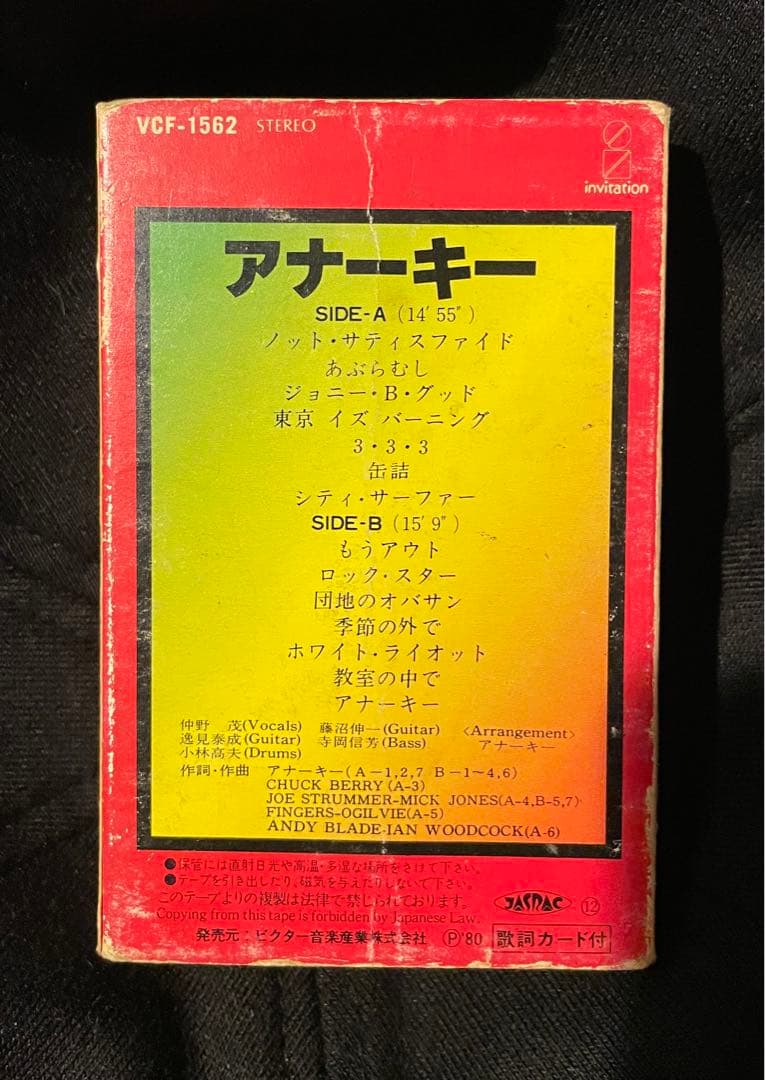 VCF-1562 STEREO
invitation
アナーキー
SIDE-A (14′55″)
ノット・サティスファイド
あぶらむし
ジョニー・B・グッド
東京 イズ バーニング
3・3・3
缶詰
シティ・サーファー
SIDE-B (15′9″)
もうアウト
ロック・スター
団地のオバサン
季節の外で
ホワイト・ライオット
教室の中で
アナーキー
仲野 茂(Vocals) 藤沼伸一(Guitar) 〈Arrangement〉
逸見泰成(Guitar) 寺岡信芳(Bass) アナーキー
小林高夫(Drums)
作詞・作曲 アナーキー(A-1,2,7 B-1~4,6)
CHUCK BERRY(A-3)
JOE STRUMMER-MICK JONES(A-4,B-5,7)
FINGERS-OGILVIE(A-5)
ANDY BLADE-IAN WOODCOCK(A-6)
●保管には直射日光や高温・多湿な場所をさけて下さい。
●テープを引き出したり、磁気を与えたりしないで下さい。
このテープよりの複製は法律で禁じられております。
Copying from this tape is forbidden by Japanese Law.
JASRAC ⑫
発売元:ビクター音楽産業株式会社 Ⓟ'80 歌詞カード付